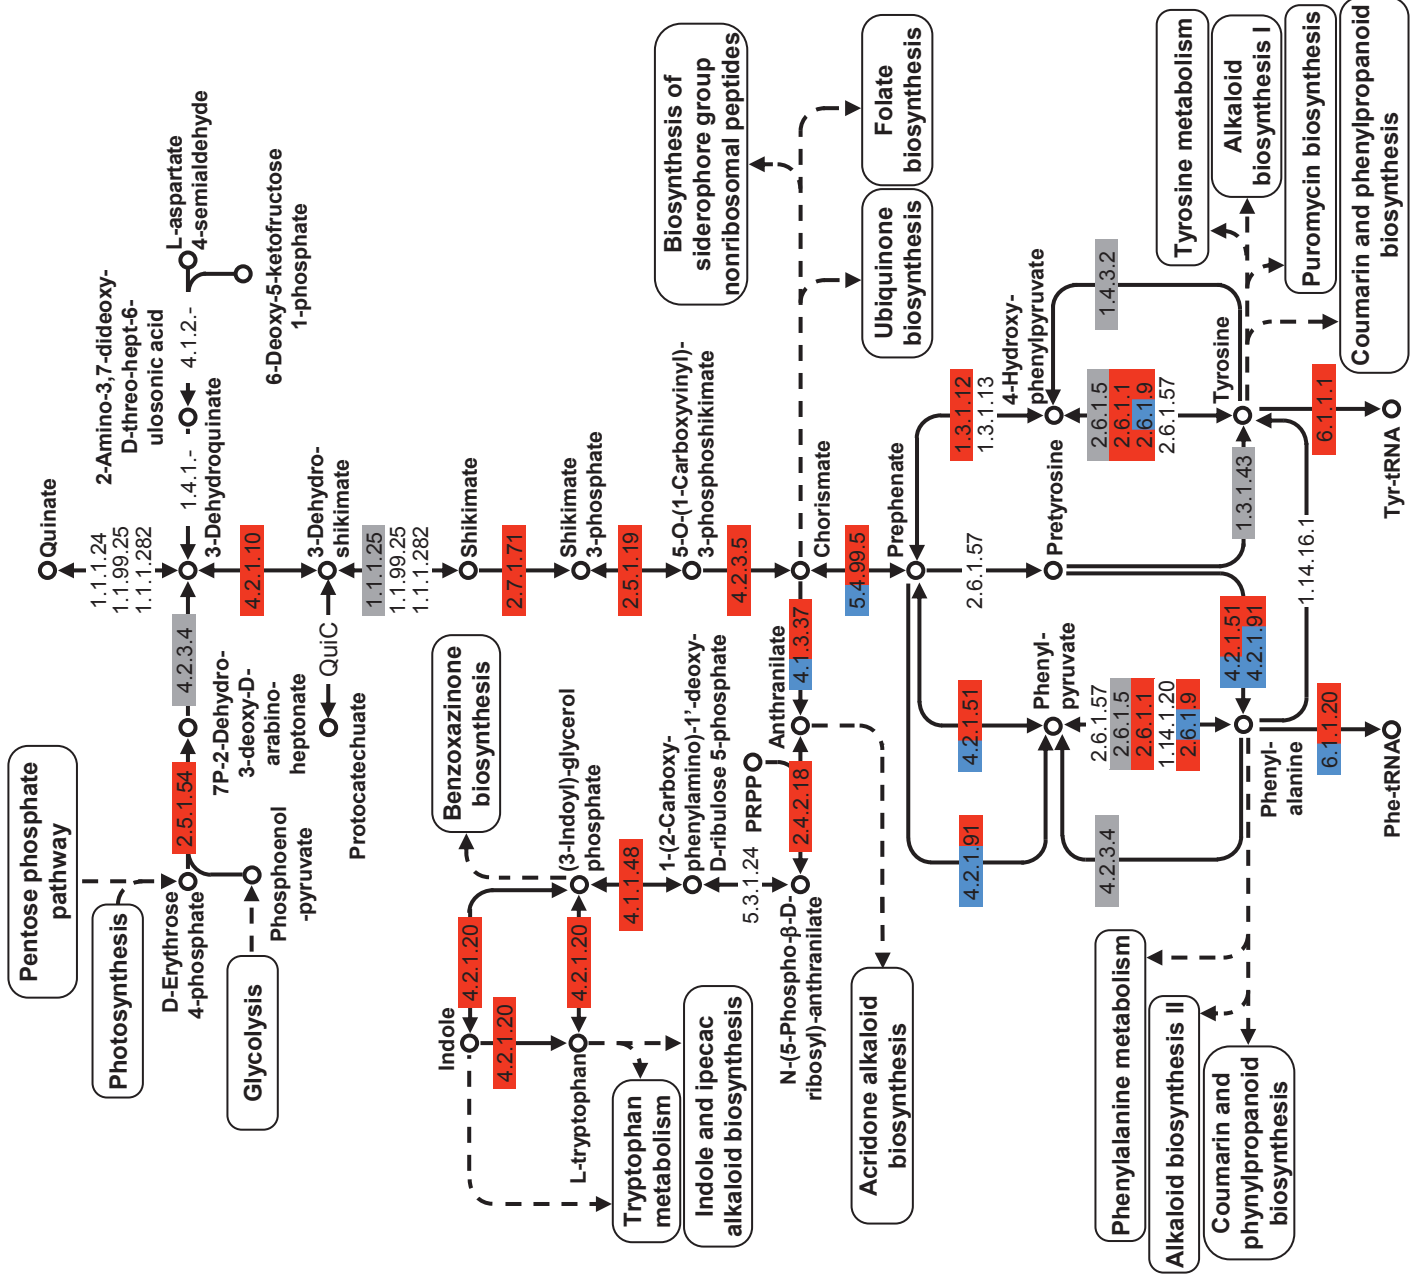 Quinate
1.1.1.24
1.1.99.25
1.1.1.282
2-Amino-3,7-dideoxy-
D-threo-hept-6-
ulosonic acid
L-aspartate
4-semialdehyde
1.4.1.-
4.1.2.-
6-Deoxy-5-ketofructose
1-phosphate
3-Dehydroquinate
Pentose phosphate
pathway
Photosynthesis
D-Erythrose
4-phosphate
Glycolysis
Phosphoenol
-pyruvate
2.5.1.54
7P-2-Dehydro-
3-deoxy-D-
arabino-
heptonate
4.2.3.4
4.2.1.10
3-Dehydro-
shikimate
QuiC
Protocatechuate
1.1.1.25
1.1.99.25
1.1.1.282
Shikimate
2.7.1.71
Shikimate
3-phosphate
2.5.1.19
5-O-(1-Carboxyvinyl)-
3-phosphoshikimate
4.2.3.5
Chorismate
Biosynthesis of
siderophore group
nonribosomal peptides
Folate
biosynthesis
Ubiquinone
biosynthesis
Benzoxazinone
biosynthesis
(3-Indoyl)-glycerol
phosphate
Indole
4.2.1.20
4.2.1.20
4.2.1.20
L-tryptophan
Tryptophan
metabolism
Indole and ipecac
alkaloid biosynthesis
4.1.1.48
1-(2-Carboxy-
phenylamino)-1'-deoxy-
D-ribulose 5-phosphate
5.3.1.24
PRPP
N-(5-Phospho-β-D-
ribosyl)-anthranilate
2.4.2.18
Anthranilate
4.1.3.37
Acridone alkaloid
biosynthesis
5.4.99.5
Prephenate
1.3.1.12
1.3.1.13
4-Hydroxy-
phenylpyruvate
1.4.3.2
2.6.1.57
Pretyrosine
2.6.1.5
2.6.1.1
2.6.1.9
2.6.1.57
Tyrosine
1.3.1.43
Tyrosine metabolism
Alkaloid
biosynthesis I
Puromycin biosynthesis
Coumarin and phenylpropanoid
biosynthesis
6.1.1.1
Tyr-tRNA
4.2.1.51
4.2.1.91
Phenyl-
pyruvate
2.6.1.57
2.6.1.5
2.6.1.1
1.14.1.20
2.6.1.9
4.2.3.4
4.2.1.51
4.2.1.91
1.14.16.1
Phenyl-
alanine
6.1.1.20
Phe-tRNA
Phenylalanine metabolism
Alkaloid biosynthesis II
Coumarin and
phynylpropanoid
biosynthesis